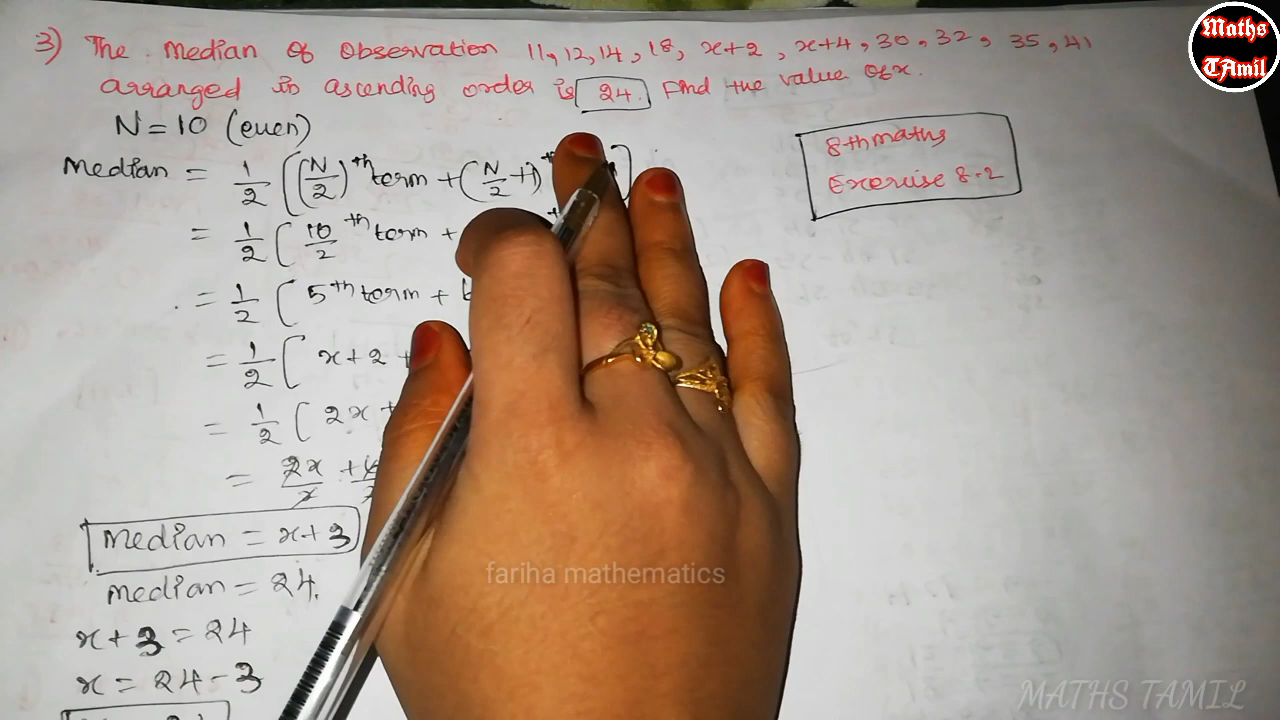 3) The Median of Observation 11, 12, 14, 18, x+2, x+4, 30, 32, 35, 41
arranged in ascending order is 24. Find the value of x.
N = 10 (even)
8th maths
Exercise 8.2
Median = 1/2 [(N/2)th term + (N/2 + 1)
= 1/2 [10/2 th term +
= 1/2 [5th term +
= 1/2 [x + 2 +
= 1/2 [2x +
= 2x/2 +
Median = x + 3
median = 24.
x + 3 = 24
x = 24 - 3
Maths
TAmil
fariha mathematics
MATHS TAMIL